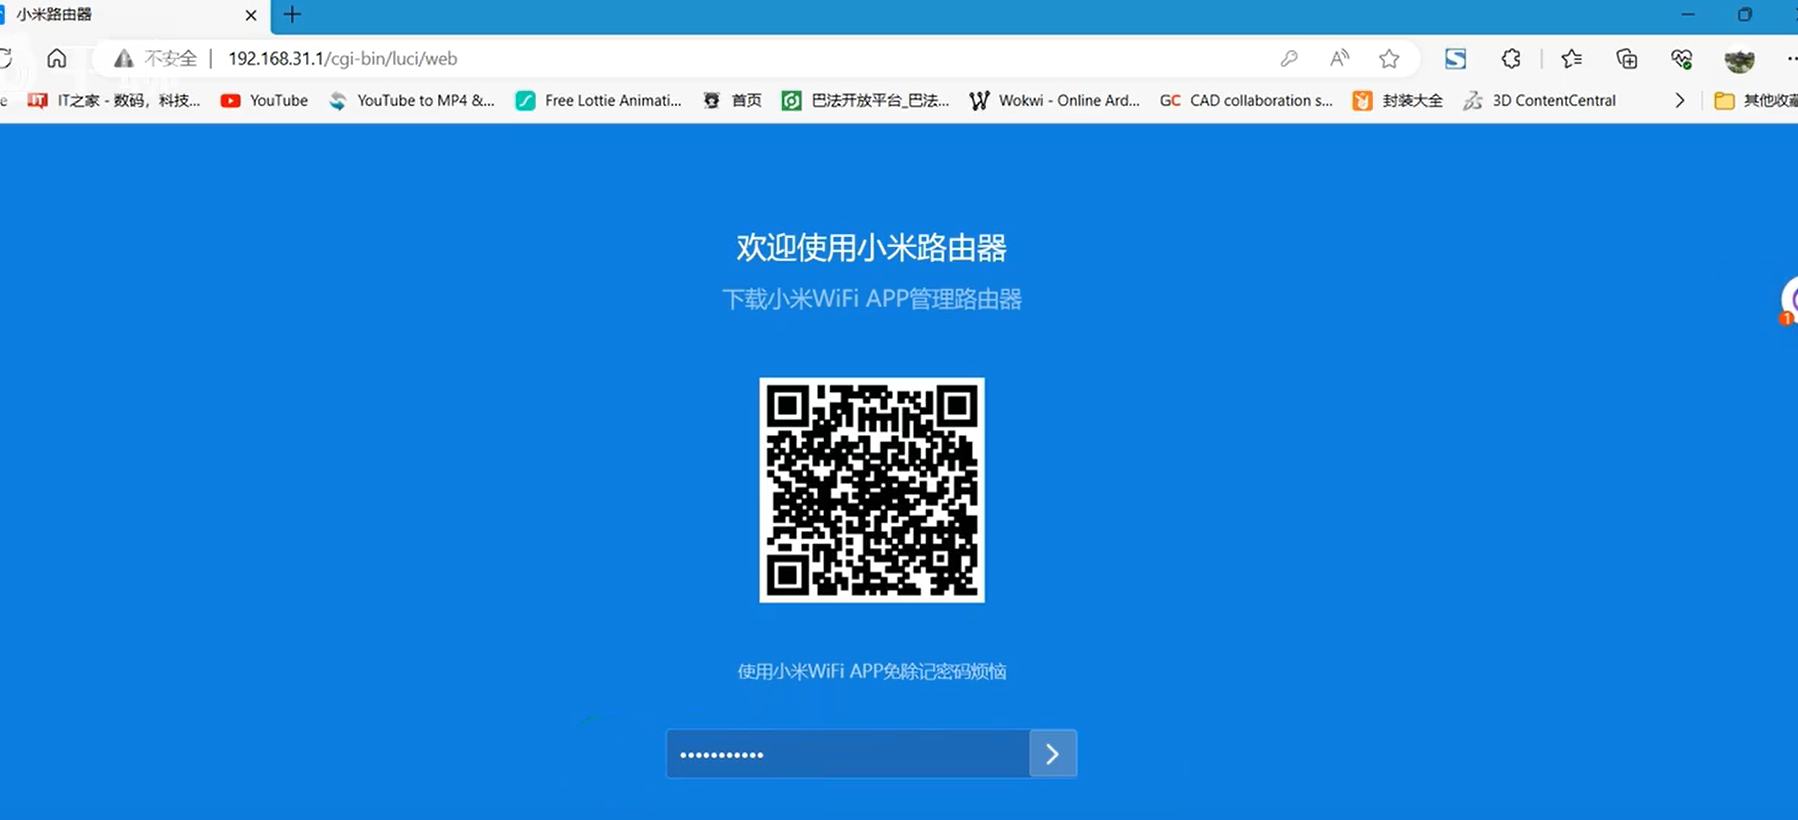 小米路由器
不安全 192.168.31.1/cgi-bin/luci/web
e IT之家 - 数码，科技... YouTube YouTube to MP4 &... Free Lottie Animati... 首页 巴法开放平台_巴法... Wokwi - Online Ard... GC CAD collaboration s... 封装大全 3D ContentCentral 其他收藏
欢迎使用小米路由器
下载小米WiFi APP管理路由器
1
使用小米WiFi APP免除记密码烦恼
•••••••••••